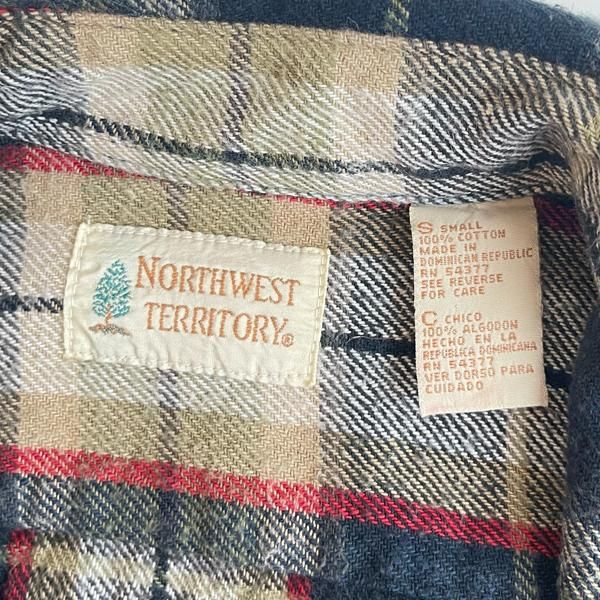 NORTHWEST
TERRITORY®
S SMALL
100% COTTON
MADE IN
DOMINICAN REPUBLIC
RN 54377
SEE REVERSE
FOR CARE
C CHICO
100% ALGODON
HECHO EN LA
REPUBLICA DOMINICANA
RN 54377
VER DORSO PARA
CUIDADO